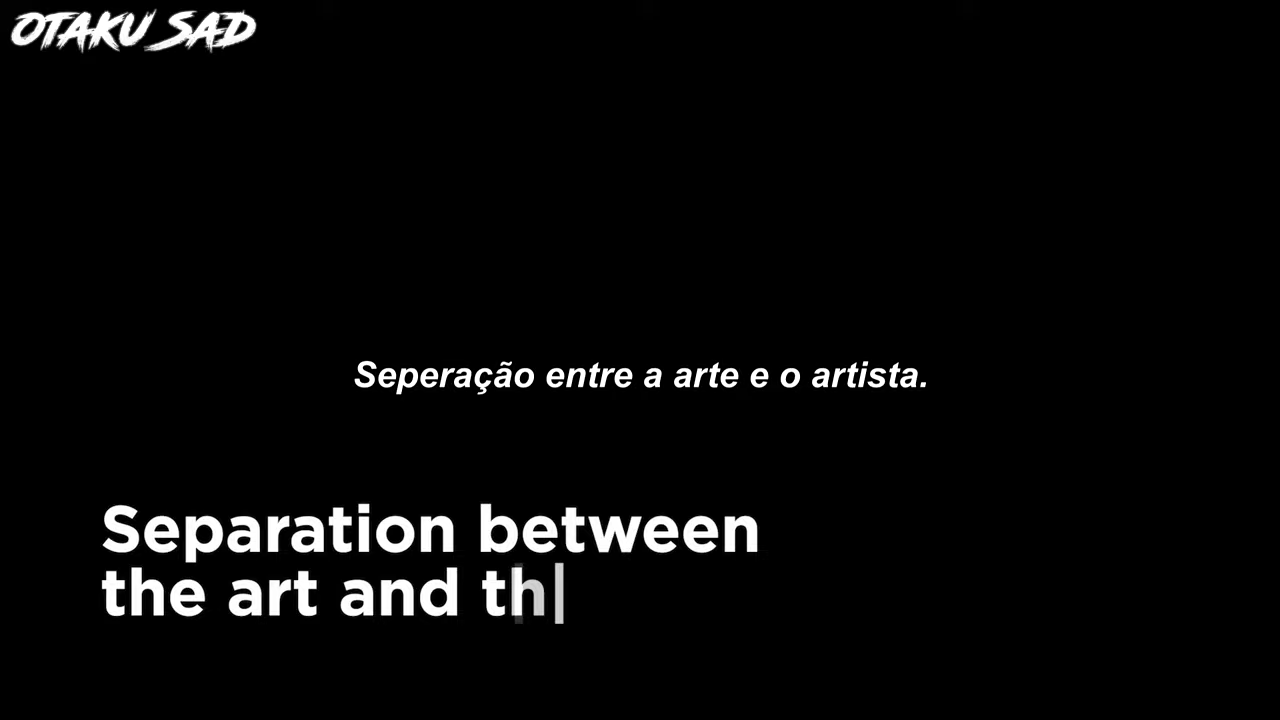 OTAKU SAD
Seperação entre a arte e o artista.
Separation between
the art and th